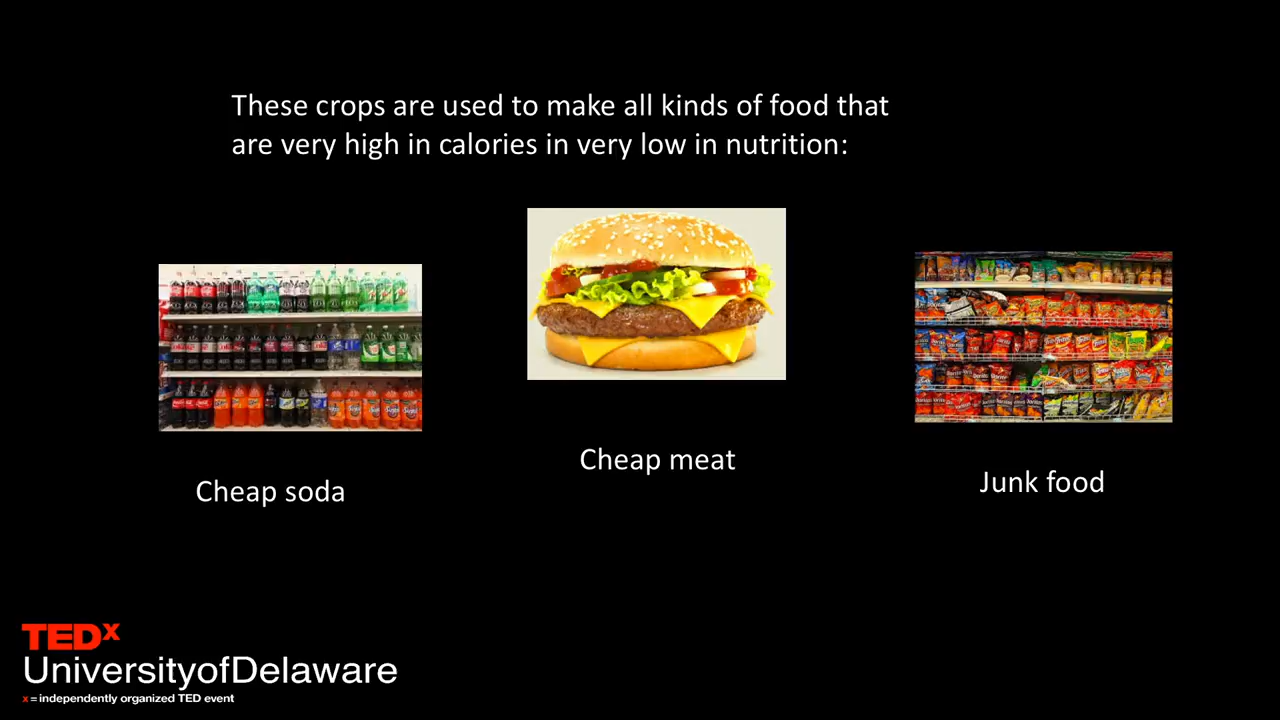 These crops are used to make all kinds of food that
are very high in calories in very low in nutrition:
Cheap soda
Cheap meat
Junk food
TEDx
UniversityofDelaware
x = independently organized TED event